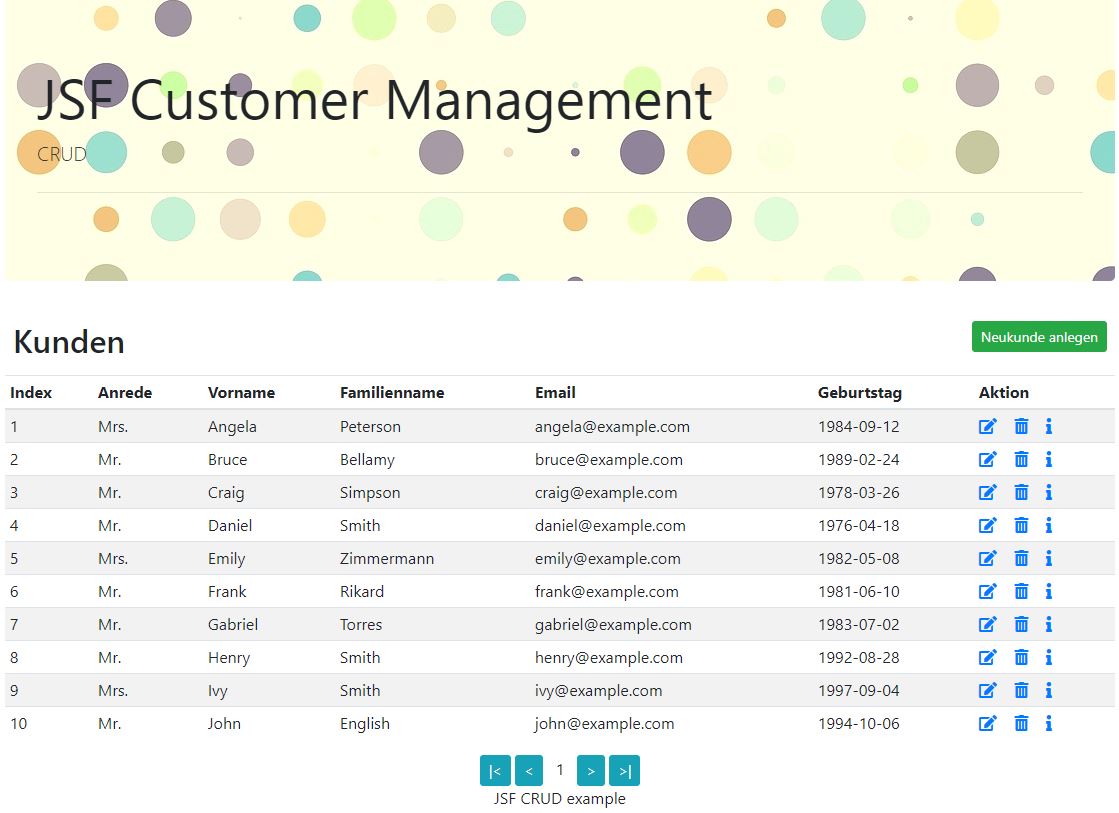 JSF Customer Management
CRUD
Kunden
Neukunde anlegen
Index Anrede Vorname Familienname Email Geburtstag Aktion
1 Mrs. Angela Peterson angela@example.com 1984-09-12
2 Mr. Bruce Bellamy bruce@example.com 1989-02-24
3 Mr. Craig Simpson craig@example.com 1978-03-26
4 Mr. Daniel Smith daniel@example.com 1976-04-18
5 Mrs. Emily Zimmermann emily@example.com 1982-05-08
6 Mr. Frank Rikard frank@example.com 1981-06-10
7 Mr. Gabriel Torres gabriel@example.com 1983-07-02
8 Mr. Henry Smith henry@example.com 1992-08-28
9 Mrs. Ivy Smith ivy@example.com 1997-09-04
10 Mr. John English john@example.com 1994-10-06
|< < 1 > >|
JSF CRUD example